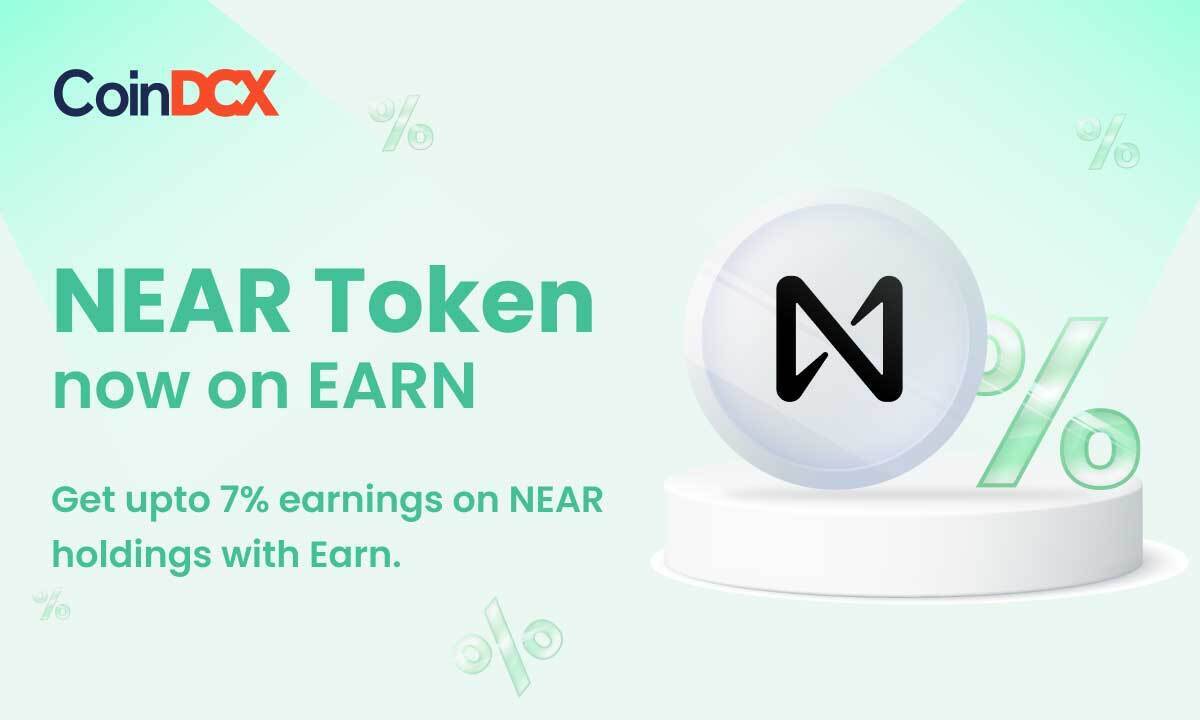 CoinDCX
NEAR Token
now on EARN
Get upto 7% earnings on NEAR
holdings with Earn.
%
%
%
%
%